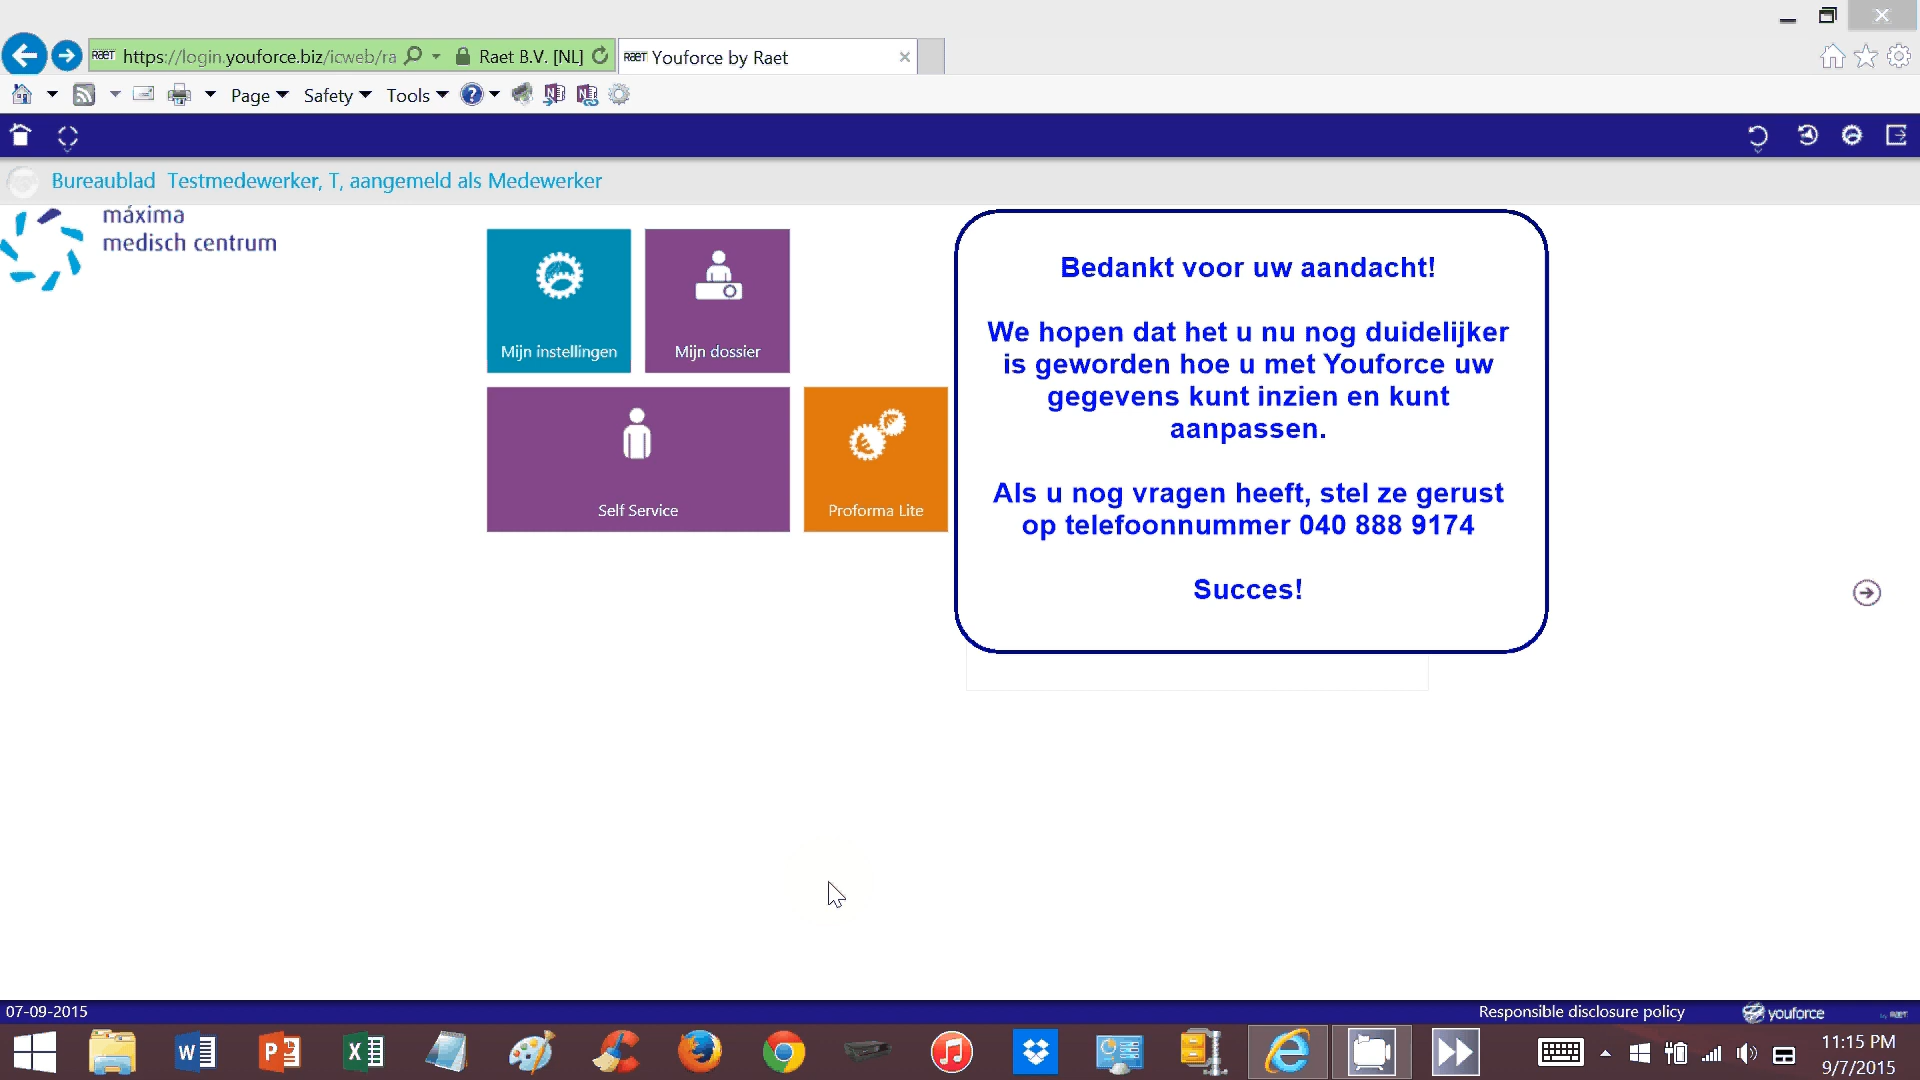 https://login.youforce.biz/icweb/ra
Raet B.V. [NL]
RAET Youforce by Raet
Page
Safety
Tools
Bureaublad Testmedewerker, T, aangemeld als Medewerker
máxima
medisch centrum
Mijn instellingen
Mijn dossier
Self Service
Proforma Lite
Bedankt voor uw aandacht!
We hopen dat het u nu nog duidelijker
is geworden hoe u met Youforce uw
gegevens kunt inzien en kunt
aanpassen.
Als u nog vragen heeft, stel ze gerust
op telefoonnummer 040 888 9174
Succes!
07-09-2015
Responsible disclosure policy
youforce
11:15 PM
9/7/2015